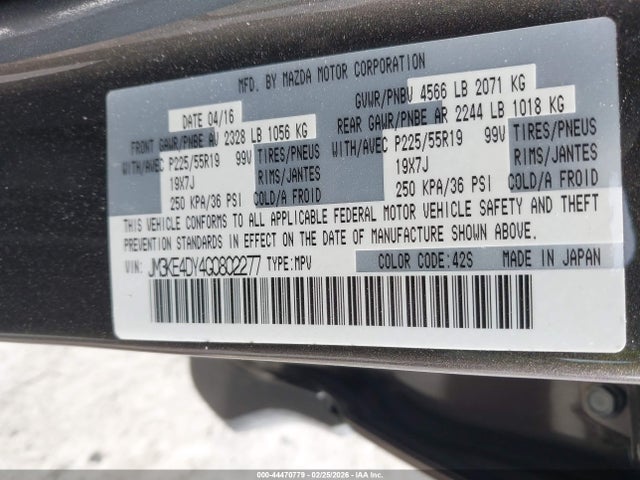 MFD. BY MAZDA MOTOR CORPORATION
DATE 04/16 GVWR/PNBV 4566 LB 2071 KG
FRONT GAWR/PNBE AV 2328 LB 1056 KG REAR GAWR/PNBE AR 2244 LB 1018 KG
WITH/AVEC P225/55R19 99V TIRES/PNEUS WITH/AVEC P225/55R19 99V TIRES/PNEUS
19X7J RIMS/JANTES 19X7J RIMS/JANTES
250 KPA/36 PSI COLD/A FROID 250 KPA/36 PSI COLD/A FROID
THIS VEHICLE CONFORMS TO ALL APPLICABLE FEDERAL MOTOR VEHICLE SAFETY AND THEFT
PREVENTION STANDARDS IN EFFECT ON THE DATE OF MANUFACTURE SHOWN ABOVE.
VIN: JM3KE4DY4G0802277 TYPE:MPV COLOR CODE:42S MADE IN JAPAN
000-44470779 - 02/25/2026 - IAAI.com